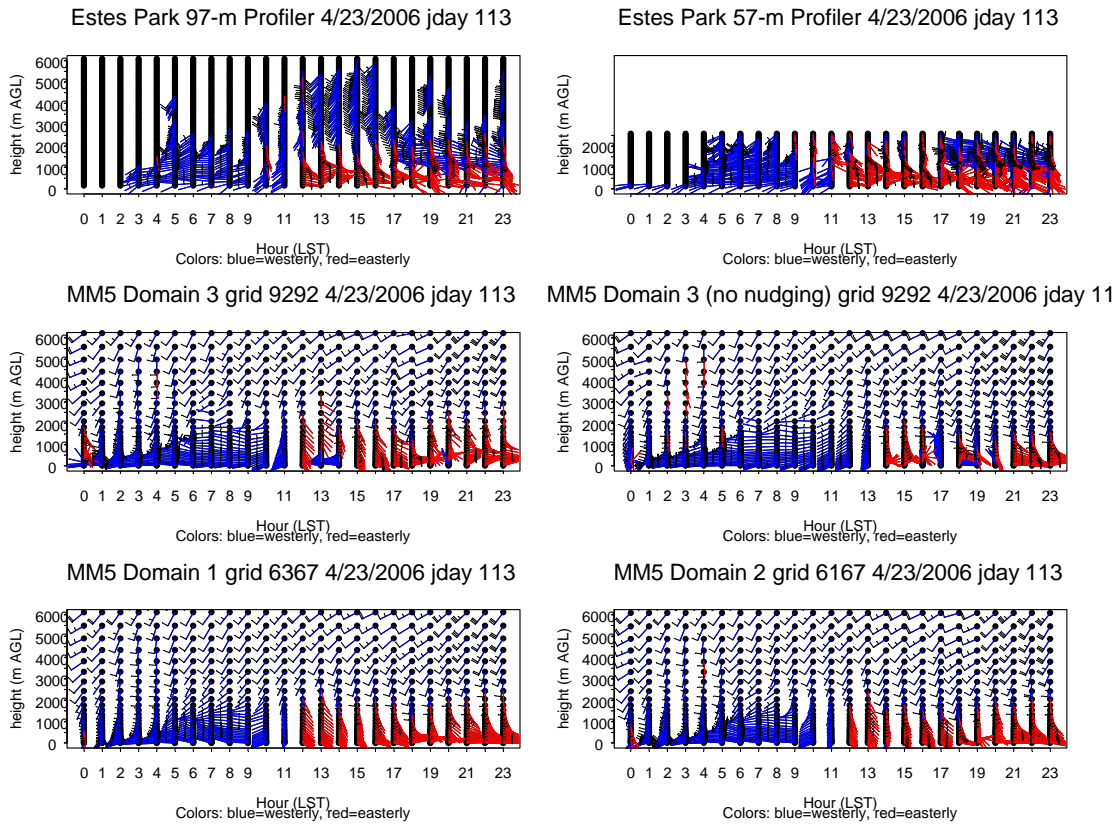 Estes Park 97-m Profiler 4/23/2006 jday 113
height (m AGL)
0 1000 2000 3000 4000 5000 6000
0 1 2 3 4 5 6 7 8 9 11 13 15 17 19 21 23
Hour (LST)
Colors: blue=westerly, red=easterly
Estes Park 57-m Profiler 4/23/2006 jday 113
height (m AGL)
0 1000 2000
0 1 2 3 4 5 6 7 8 9 11 13 15 17 19 21 23
Hour (LST)
Colors: blue=westerly, red=easterly
MM5 Domain 3 grid 9292 4/23/2006 jday 113
height (m AGL)
0 1000 2000 3000 4000 5000 6000
0 1 2 3 4 5 6 7 8 9 11 13 15 17 19 21 23
Hour (LST)
Colors: blue=westerly, red=easterly
MM5 Domain 3 (no nudging) grid 9292 4/23/2006 jday 11
height (m AGL)
0 1000 2000 3000 4000 5000 6000
0 1 2 3 4 5 6 7 8 9 11 13 15 17 19 21 23
Hour (LST)
Colors: blue=westerly, red=easterly
MM5 Domain 1 grid 6367 4/23/2006 jday 113
height (m AGL)
0 1000 2000 3000 4000 5000 6000
0 1 2 3 4 5 6 7 8 9 11 13 15 17 19 21 23
Hour (LST)
Colors: blue=westerly, red=easterly
MM5 Domain 2 grid 6167 4/23/2006 jday 113
height (m AGL)
0 1000 2000 3000 4000 5000 6000
0 1 2 3 4 5 6 7 8 9 11 13 15 17 19 21 23
Hour (LST)
Colors: blue=westerly, red=easterly